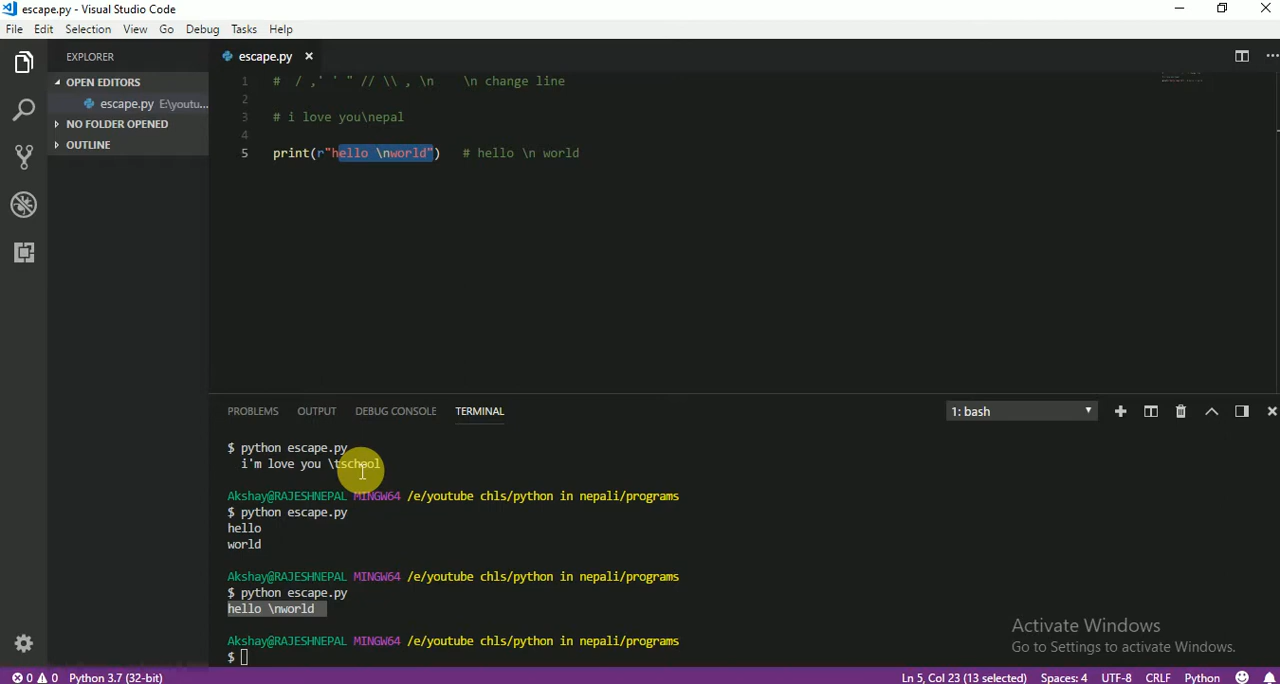 escape.py - Visual Studio Code
File Edit Selection View Go Debug Tasks Help
EXPLORER
OPEN EDITORS
escape.py E\youtu...
NO FOLDER OPENED
OUTLINE
escape.py
1 # / ,' ' " // \\ , \n \n change line
2
3 # i love you\nepal
4
5 print(r"hello \nworld") # hello \n world
PROBLEMS OUTPUT DEBUG CONSOLE TERMINAL 1: bash
$ python escape.py
i'm love you \tschool
Akshay@RAJESHNEPAL MINGW64 /e/youtube chls/python in nepali/programs
$ python escape.py
hello
world
Akshay@RAJESHNEPAL MINGW64 /e/youtube chls/python in nepali/programs
$ python escape.py
hello \nworld
Akshay@RAJESHNEPAL MINGW64 /e/youtube chls/python in nepali/programs
$
Activate Windows
Go to Settings to activate Windows.
0 0 Python 3.7 (32-bit) Ln 5, Col 23 (13 selected) Spaces: 4 UTF-8 CRLF Python